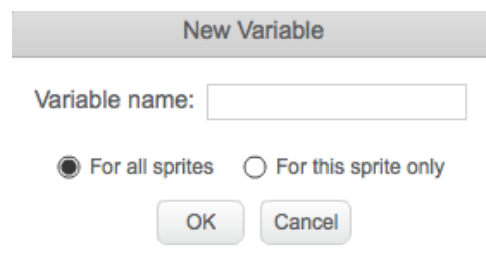 New Variable
Variable name:
For all sprites For this sprite only
OK Cancel